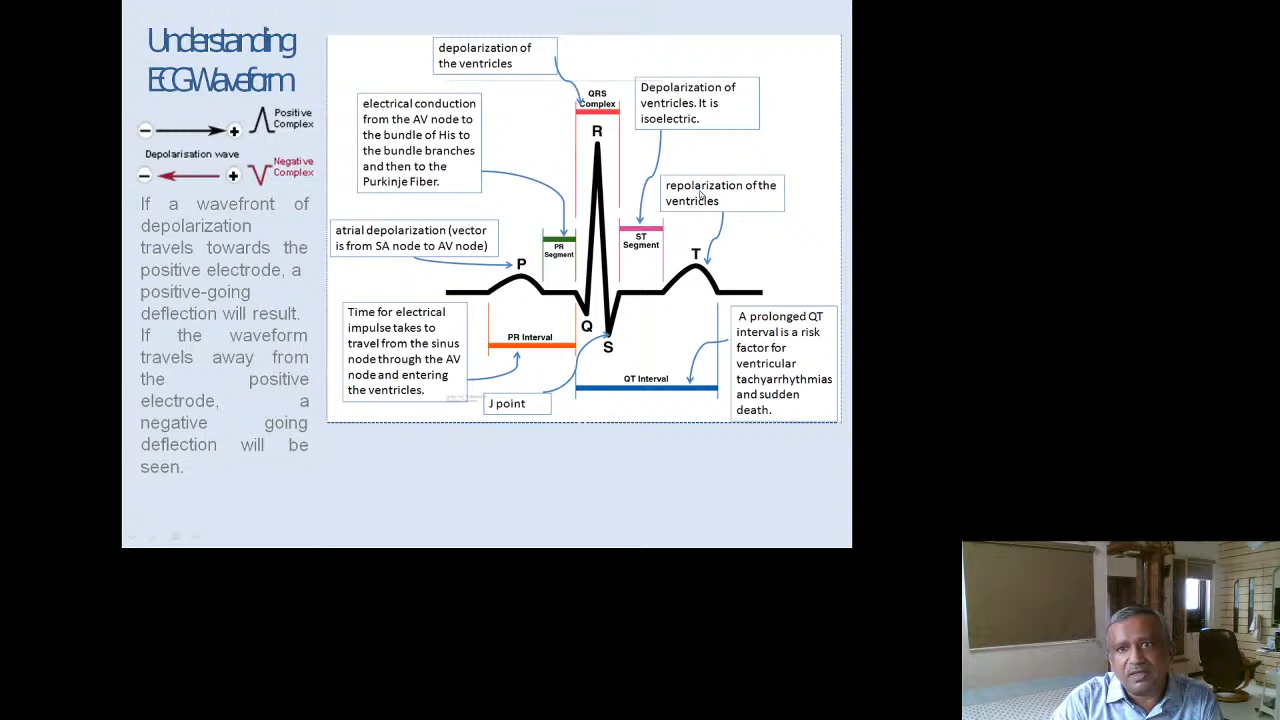 Understanding
ECG Waveform
Positive
Complex
Depolarisation wave
Negative
Complex
If a wavefront of
depolarization
travels towards the
positive electrode, a
positive-going
deflection will result.
If the waveform
travels away from
the positive
electrode, a
negative going
deflection will be
seen.
depolarization of
the ventricles
electrical conduction
from the AV node to
the bundle of His to
the bundle branches
and then to the
Purkinje Fiber.
QRS
Complex
Depolarization of
ventricles. It is
isoelectric.
R
repolarization of the
ventricles
atrial depolarization (vector
is from SA node to AV node)
PR
Segment
ST
Segment
P
T
Q
S
Time for electrical
impulse takes to
travel from the sinus
node through the AV
node and entering
the ventricles.
PR Interval
J point
QT Interval
A prolonged QT
interval is a risk
factor for
ventricular
tachyarrhythmias
and sudden
death.